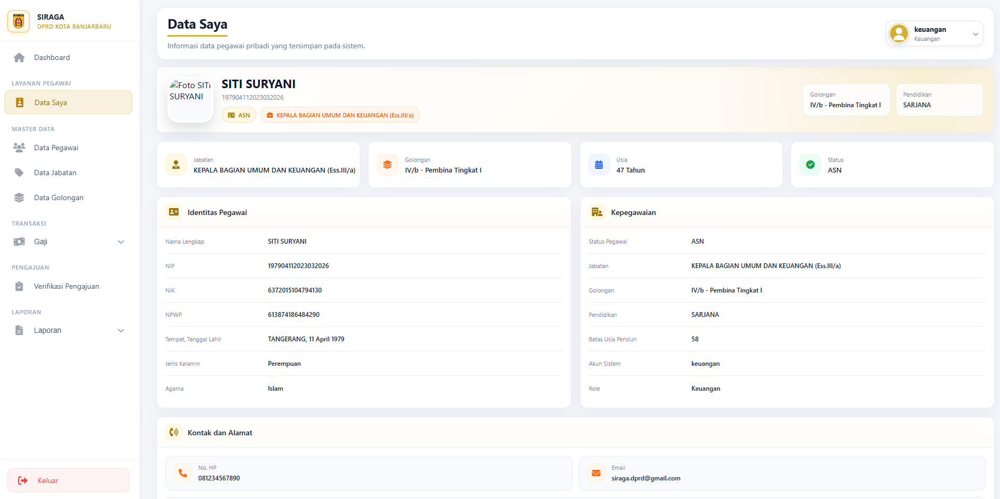 SIRAGA
DPRD KOTA BANJARBARU
Dashboard
LAYANAN PEGAWAI
Data Saya
MASTER DATA
Data Pegawai
Data Jabatan
Data Golongan
TRANSAKSI
Gaji
PENGAJUAN
Verifikasi Pengajuan
LAPORAN
Laporan
Keluar
Data Saya
Informasi data pegawai pribadi yang tersimpan pada sistem.
keuangan
Keuangan
Foto SITI
SURYANI
SITI SURYANI
197904112023032026
ASN
KEPALA BAGIAN UMUM DAN KEUANGAN (Ess.III/a)
Golongan
IV/b - Pembina Tingkat I
Pendidikan
SARJANA
Jabatan
KEPALA BAGIAN UMUM DAN KEUANGAN (Ess.III/a)
Golongan
IV/b - Pembina Tingkat I
Usia
47 Tahun
Status
ASN
Identitas Pegawai
Nama Lengkap SITI SURYANI
NIP 197904112023032026
NIK 6372015104794130
NPWP 613874186484290
Tempat, Tanggal Lahir TANGERANG, 11 April 1979
Jenis Kelamin Perempuan
Agama Islam
Kepegawaian
Status Pegawai ASN
Jabatan KEPALA BAGIAN UMUM DAN KEUANGAN (Ess.III/a)
Golongan IV/b - Pembina Tingkat I
Pendidikan SARJANA
Batas Usia Pensiun 58
Akun Sistem keuangan
Role Keuangan
Kontak dan Alamat
No. HP
081234567890
Email
siraga.dprd@gmail.com